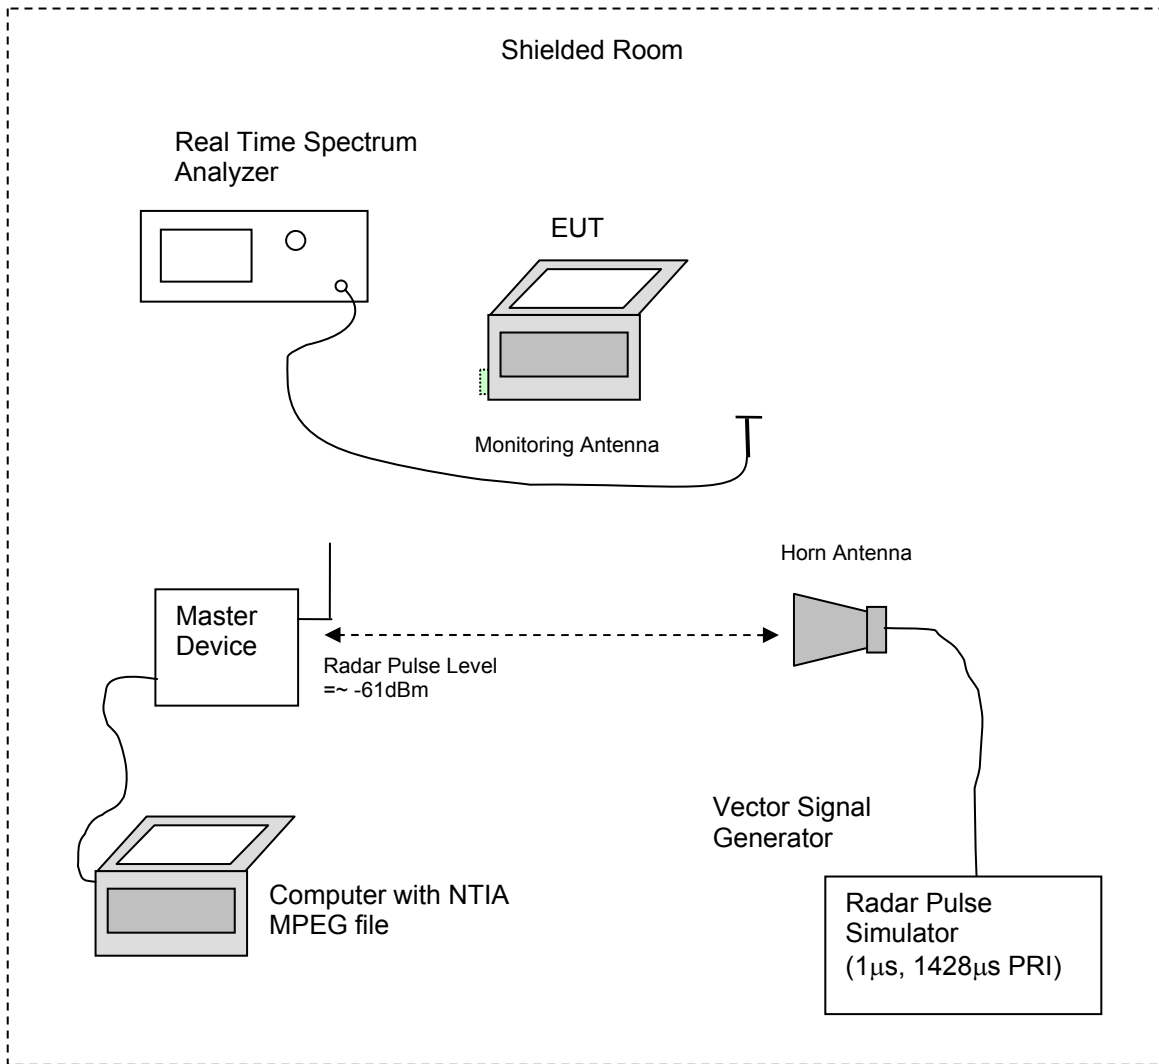 Shielded Room
Real Time Spectrum
Analyzer
EUT
Monitoring Antenna
Horn Antenna
Master
Device
Radar Pulse Level
=~ -61dBm
Vector Signal
Generator
Computer with NTIA
MPEG file
Radar Pulse
Simulator
(1μs, 1428μs PRI)